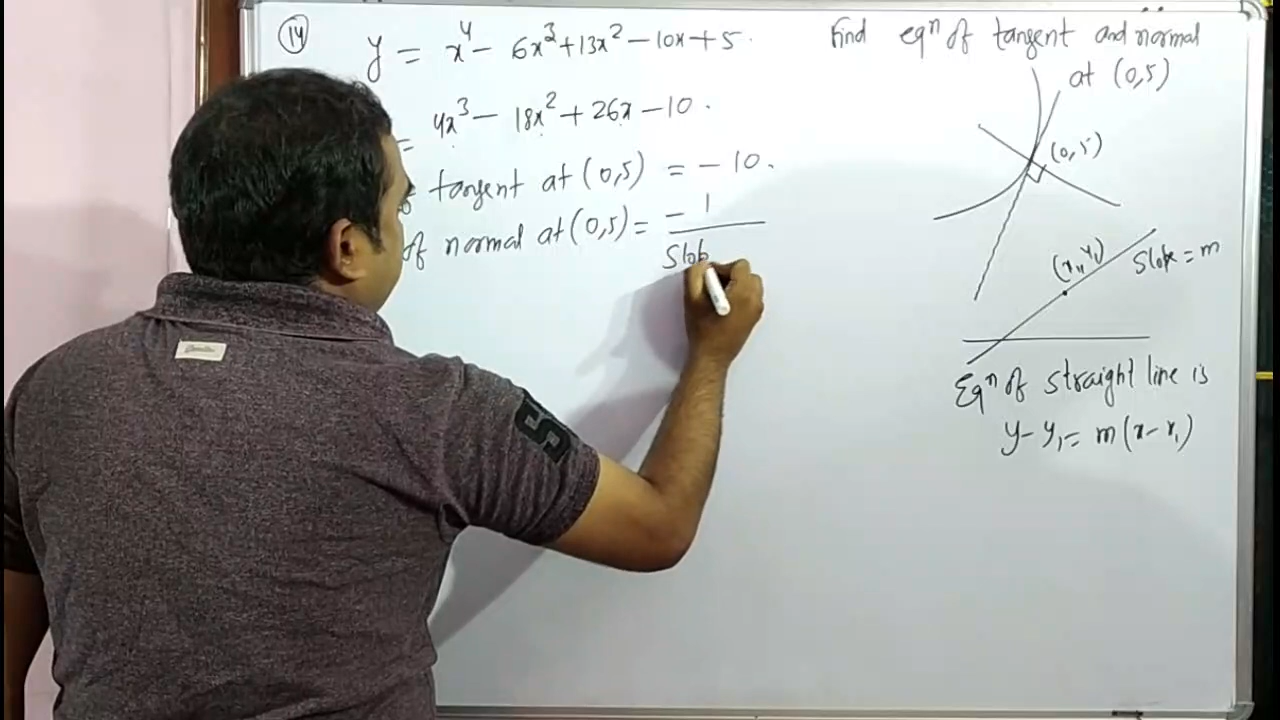 (14) y = x⁴ - 6x³ + 13x² - 10x + 5.
= 4x³ - 18x² + 26x - 10.
tangent at (0,5) = - 10.
of normal at (0,5) = -1 / Slop
Find eqⁿ of tangent and normal
at (0,5)
(0,5)
(x₁, y₁)
Slope = m
Eqⁿ of straight line is
y - y₁ = m(x - x₁)